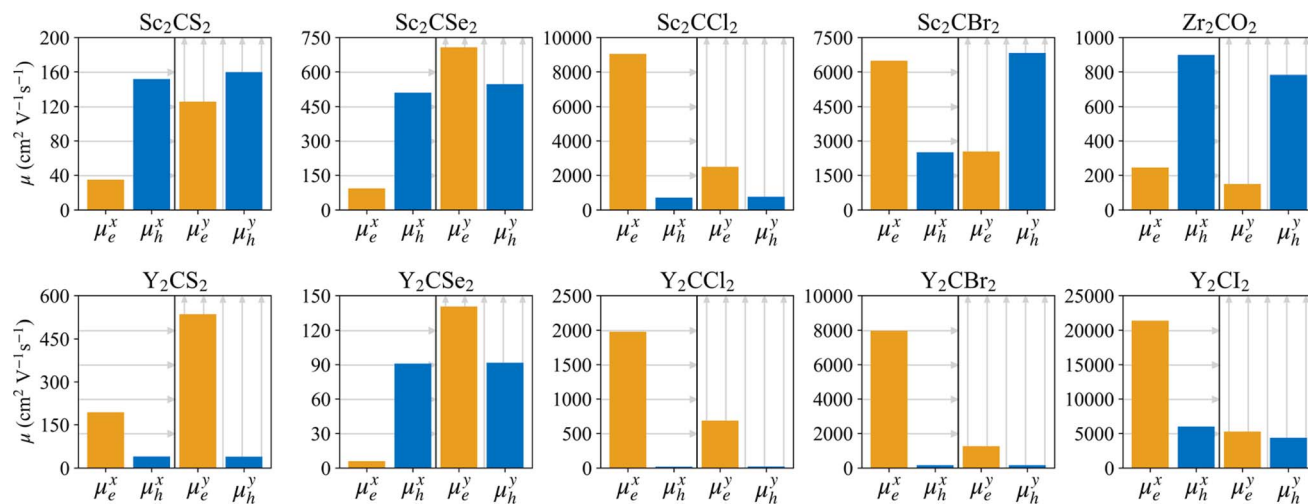 Sc₂CS₂ Sc₂CSe₂ Sc₂CCl₂ Sc₂CBr₂ Zr₂CO₂
μ (cm² V⁻¹s⁻¹)
200 750 10000 7500 1000
160 600 8000 6000 800
120 450 6000 4500 600
80 300 4000 3000 400
40 150 2000 1500 200
0 0 0 0 0
μₑˣ μₕˣ μₑʸ μₕʸ μₑˣ μₕˣ μₑʸ μₕʸ μₑˣ μₕˣ μₑʸ μₕʸ μₑˣ μₕˣ μₑʸ μₕʸ μₑˣ μₕˣ μₑʸ μₕʸ
Y₂CS₂ Y₂CSe₂ Y₂CCl₂ Y₂CBr₂ Y₂CI₂
μ (cm² V⁻¹s⁻¹)
600 150 2500 10000 25000
450 120 2000 8000 20000
300 90 1500 6000 15000
150 60 1000 4000 10000
0 30 500 2000 5000
0 0 0 0
μₑˣ μₕˣ μₑʸ μₕʸ μₑˣ μₕˣ μₑʸ μₕʸ μₑˣ μₕˣ μₑʸ μₕʸ μₑˣ μₕˣ μₑʸ μₕʸ μₑˣ μₕˣ μₑʸ μₕʸ